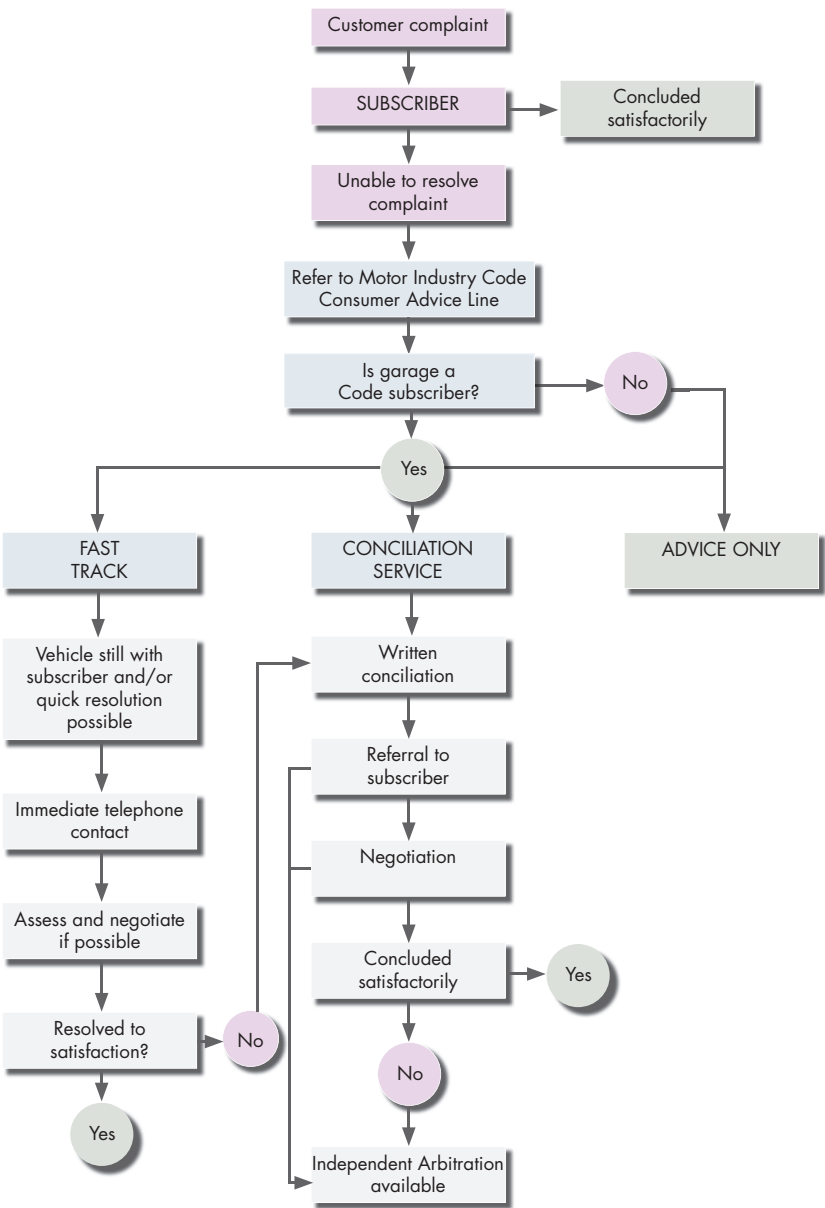 Customer complaint
SUBSCRIBER
Concluded
satisfactorily
Unable to resolve
complaint
Refer to Motor Industry Code
Consumer Advice Line
Is garage a
Code subscriber?
No
Yes
FAST
TRACK
CONCILIATION
SERVICE
ADVICE ONLY
Vehicle still with
subscriber and/or
quick resolution
possible
Written
conciliation
Referral to
subscriber
Immediate telephone
contact
Negotiation
Assess and negotiate
if possible
Concluded
satisfactorily
Yes
Resolved to
satisfaction?
No
No
Yes
Independent Arbitration
available